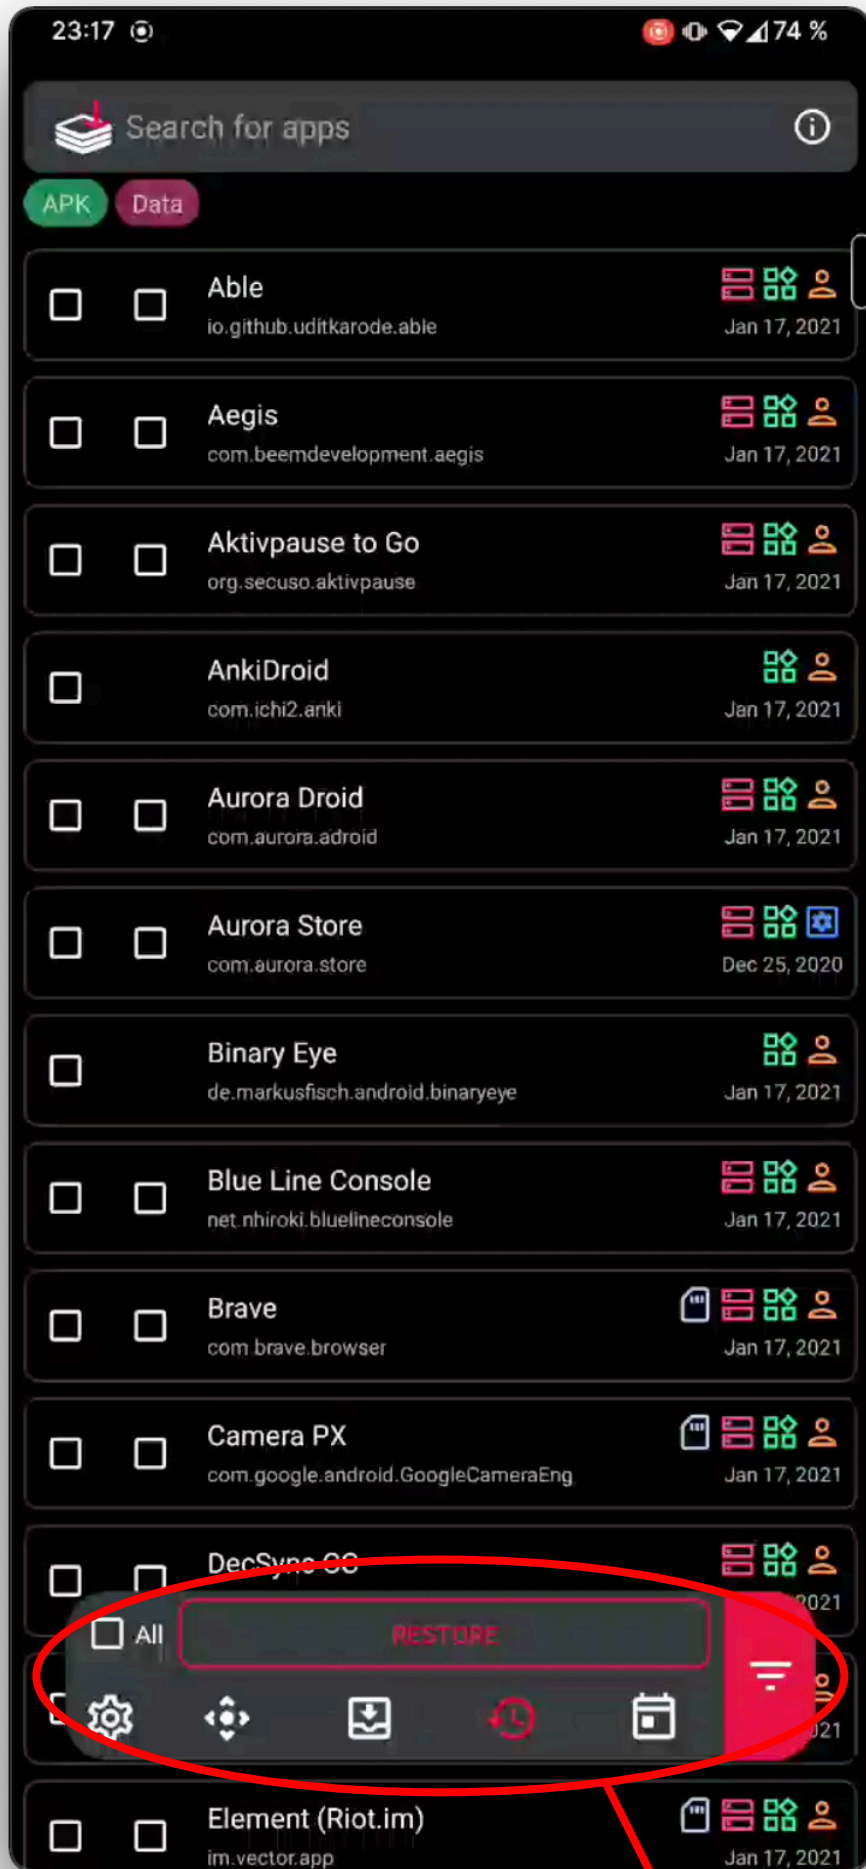 23:17
74 %
Search for apps
APK Data
Able
io.github.uditkarode.able
Jan 17, 2021
Aegis
com.beemdevelopment.aegis
Jan 17, 2021
Aktivpause to Go
org.secuso.aktivpause
Jan 17, 2021
AnkiDroid
com.ichi2.anki
Jan 17, 2021
Aurora Droid
com.aurora.adroid
Jan 17, 2021
Aurora Store
com.aurora.store
Dec 25, 2020
Binary Eye
de.markusfisch.android.binaryeye
Jan 17, 2021
Blue Line Console
net.nhiroki.bluelineconsole
Jan 17, 2021
Brave
com.brave.browser
Jan 17, 2021
Camera PX
com.google.android.GoogleCameraEng
Jan 17, 2021
DecSync CC
2021
All
RESTORE
021
Element (Riot.im)
im.vector.app
Jan 17, 2021